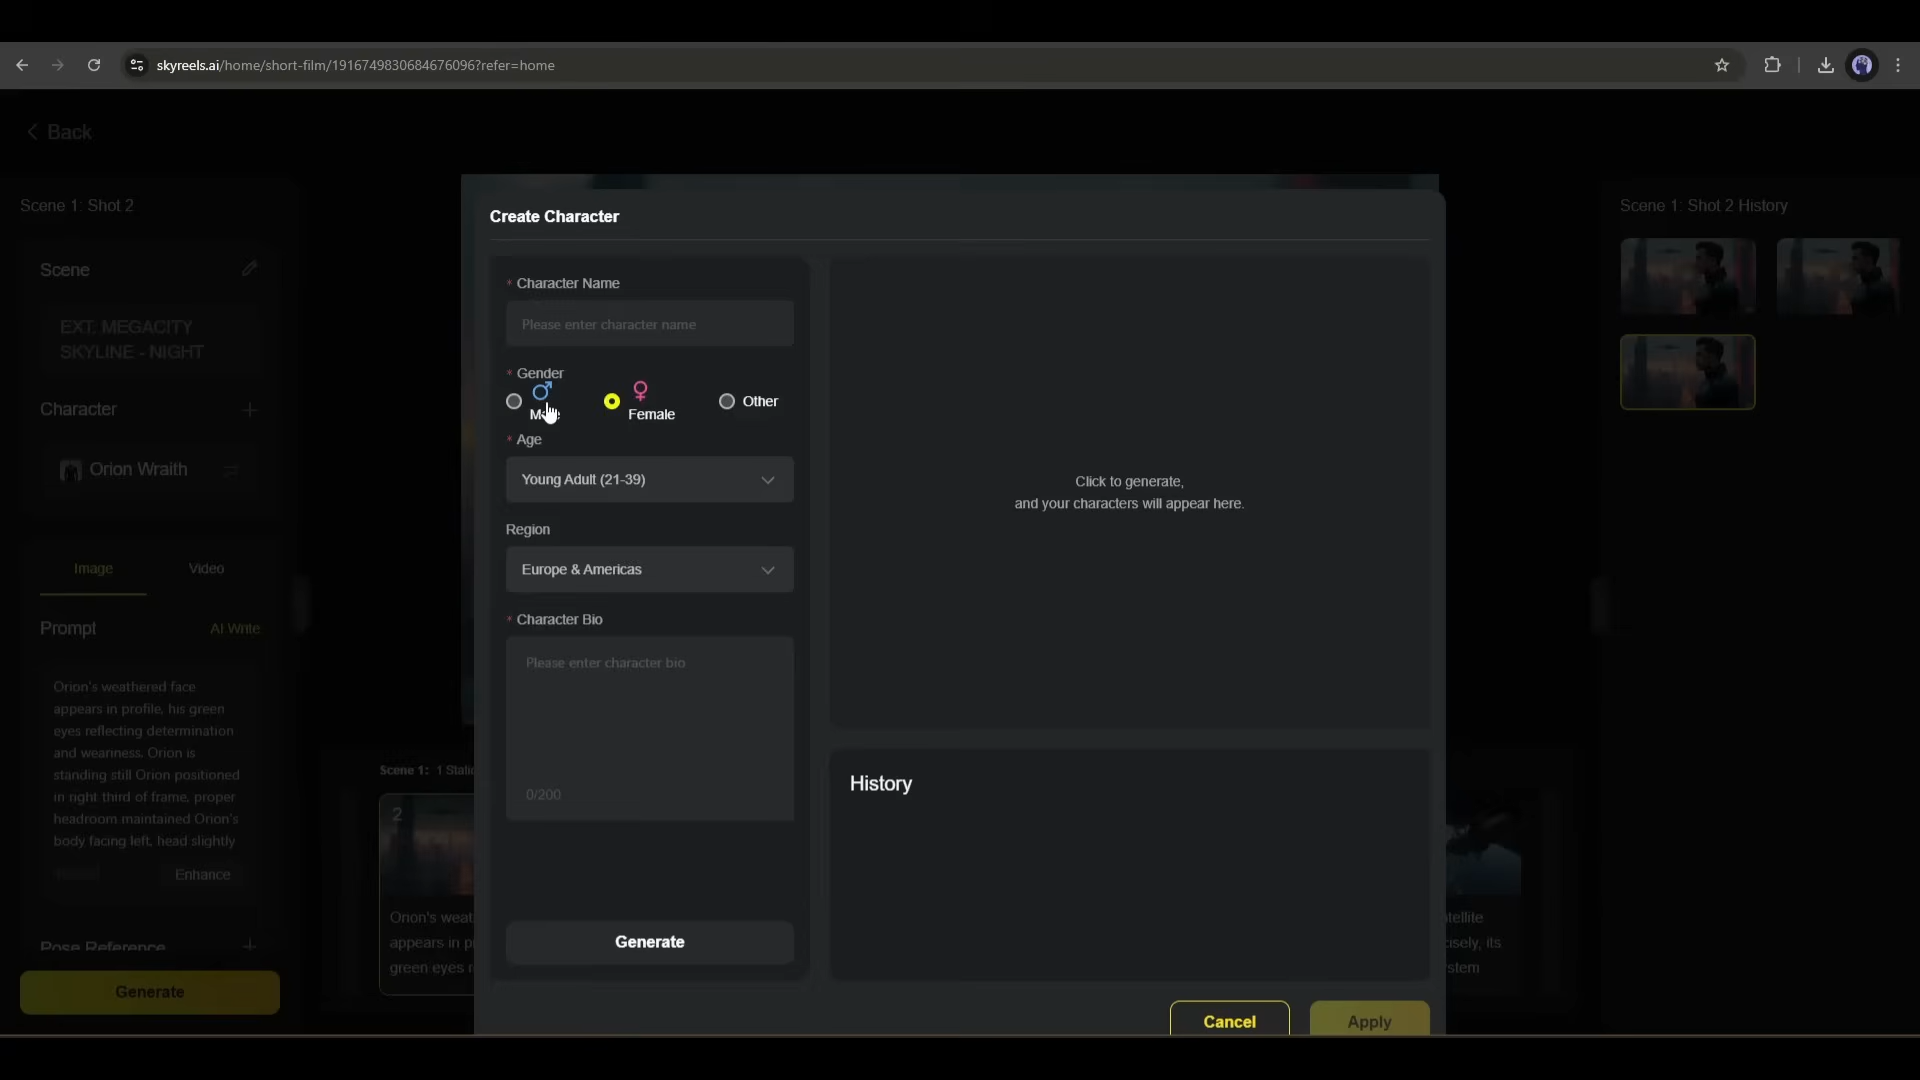 skyreels.ai/home/short-film/1916749830684676096?refer=home
Back
Scene 1: Shot 2
Scene
EXT. MEGACITY
SKYLINE - NIGHT
Character
Orion Wraith
Image
Video
Prompt
AI Write
Orion's weathered face
appears in profile, his green
eyes reflecting determination
and weariness. Orion is
standing still Orion positioned
in right third of frame, proper
headroom maintained Orion's
body facing left, head slightly
Enhance
Pose Reference
Generate
Scene 1: 1
2
Orion's
appears in
green eyes
Create Character
* Character Name
Please enter character name
* Gender
Female
Other
* Age
Young Adult (21-39)
Region
Europe & Americas
* Character Bio
Please enter character bio
0/200
Generate
Click to generate,
and your characters will appear here.
History
Cancel
Apply
Scene 1: Shot 2 History